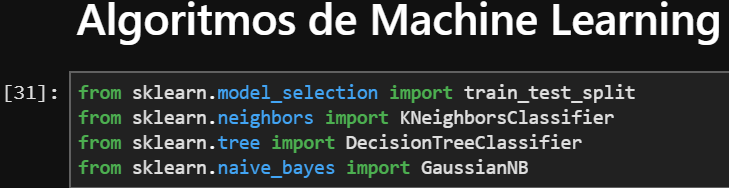 Algoritmos de Machine Learning
[31]: from sklearn.model_selection import train_test_split
from sklearn.neighbors import KNeighborsClassifier
from sklearn.tree import DecisionTreeClassifier
from sklearn.naive_bayes import GaussianNB